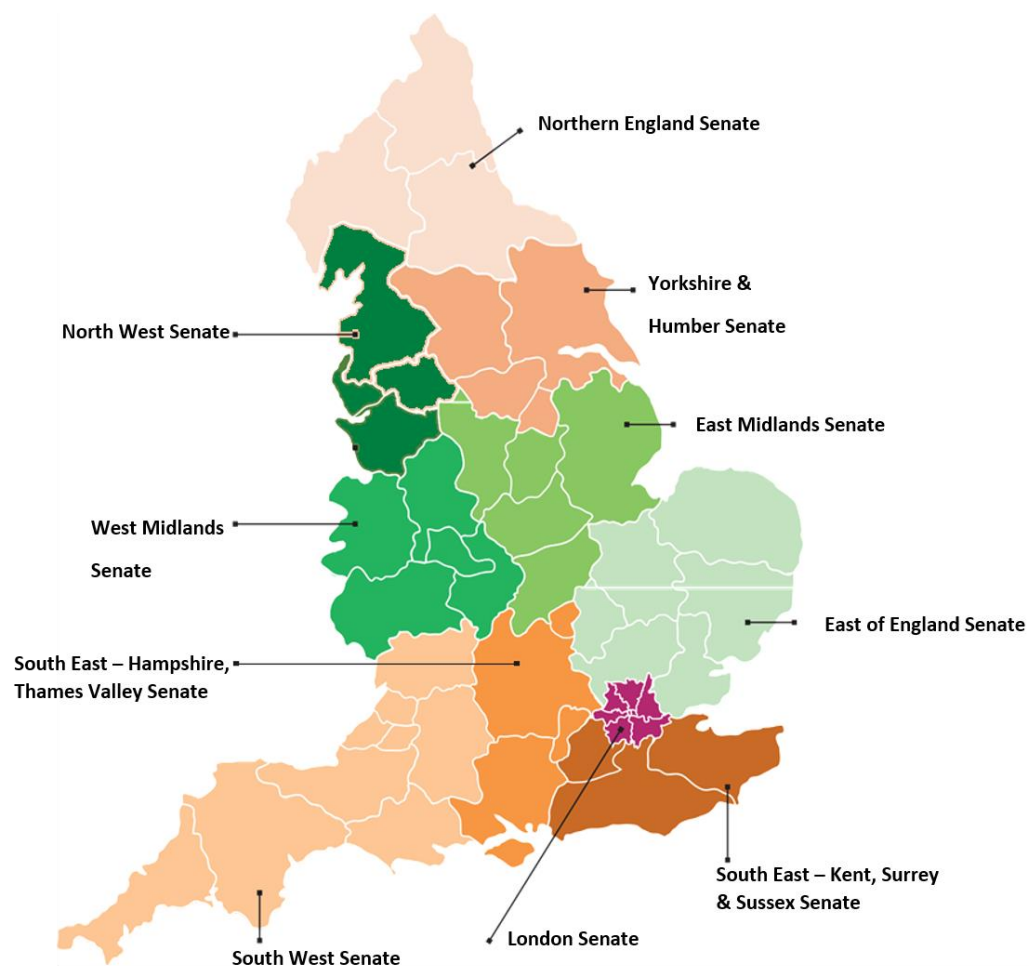 Northern England Senate
Yorkshire &
Humber Senate
North West Senate
East Midlands Senate
West Midlands
Senate
East of England Senate
South East – Hampshire,
Thames Valley Senate
South East – Kent, Surrey
& Sussex Senate
London Senate
South West Senate